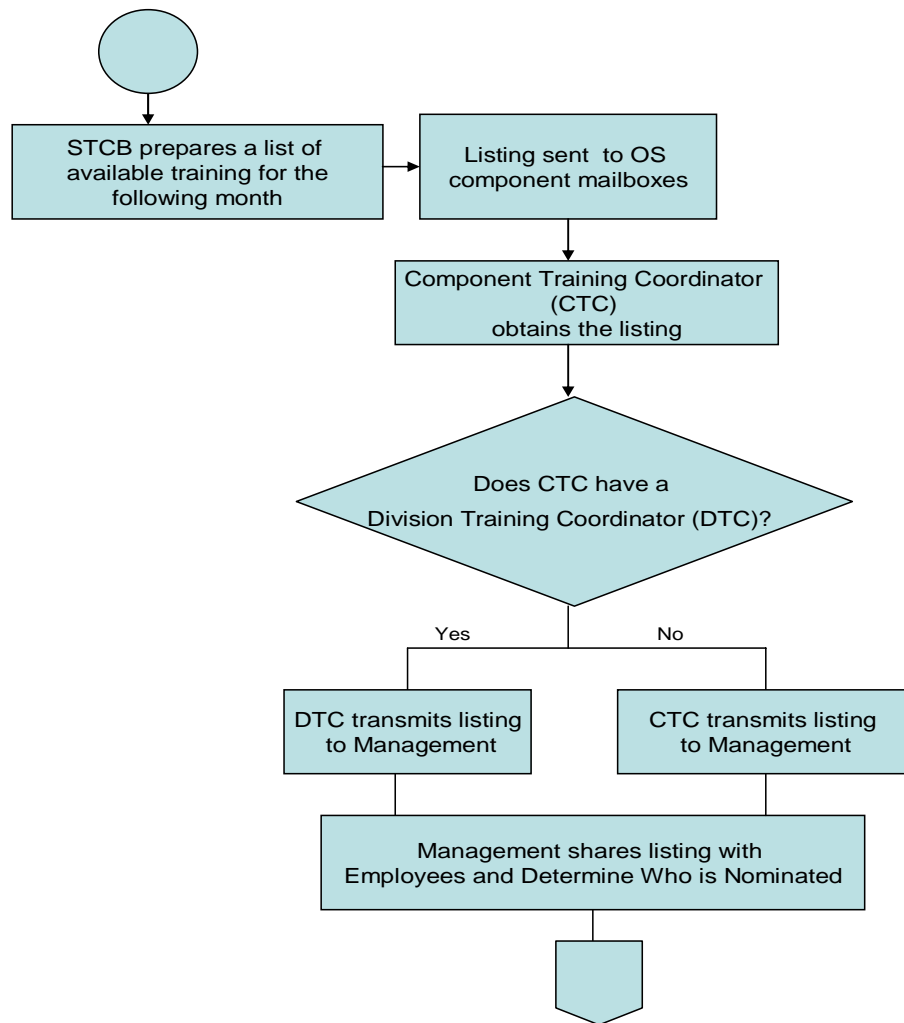 STCB prepares a list of
available training for the
following month
Listing sent to OS
component mailboxes
Component Training Coordinator
(CTC)
obtains the listing
Does CTC have a
Division Training Coordinator (DTC)?
Yes
No
DTC transmits listing
to Management
CTC transmits listing
to Management
Management shares listing with
Employees and Determine Who is Nominated